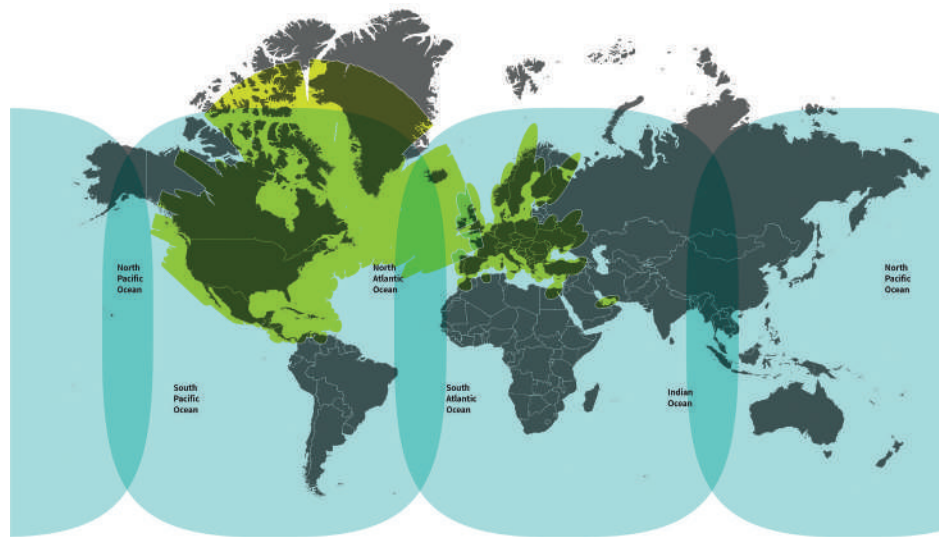 North
Pacific
Ocean
North
Atlantic
Ocean
North
Pacific
Ocean
South
Pacific
Ocean
South
Atlantic
Ocean
Indian
Ocean